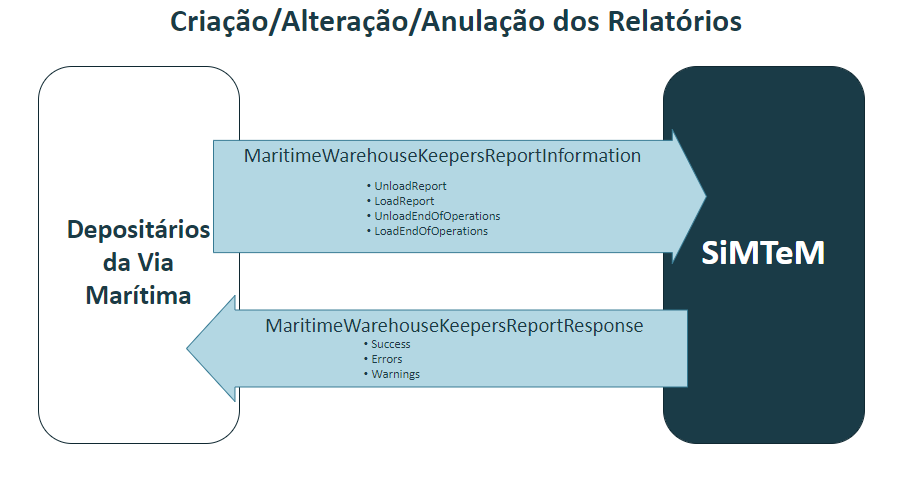 Criação/Alteração/Anulação dos Relatórios
MaritimeWarehouseKeepersReportInformation
• UnloadReport
• LoadReport
• UnloadEndOfOperations
• LoadEndOfOperations
Depositários
da Via
Marítima
SiMTeM
MaritimeWarehouseKeepersReportResponse
• Success
• Errors
• Warnings